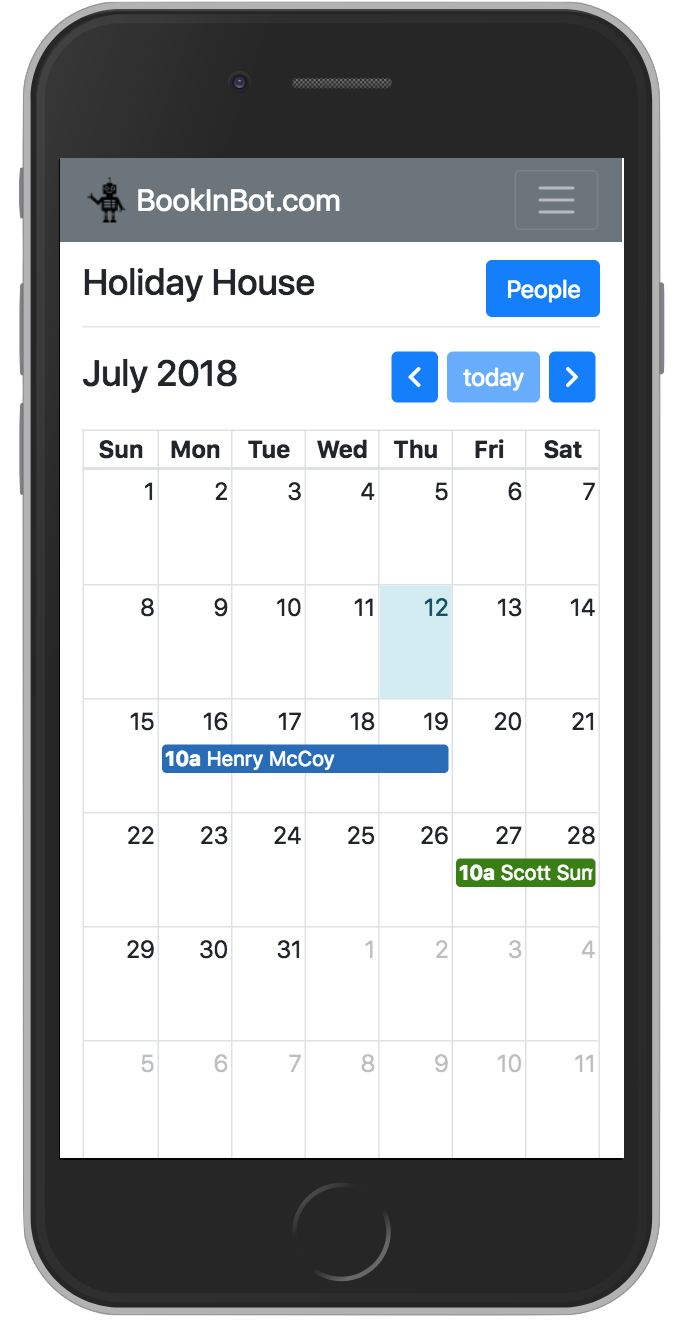 BookInBot.com
Holiday House People
July 2018 today
Sun Mon Tue Wed Thu Fri Sat
1 2 3 4 5 6 7
8 9 10 11 12 13 14
15 16 17 18 19 20 21
10a Henry McCoy
22 23 24 25 26 27 28
10a Scott Sum
29 30 31 1 2 3 4
5 6 7 8 9 10 11